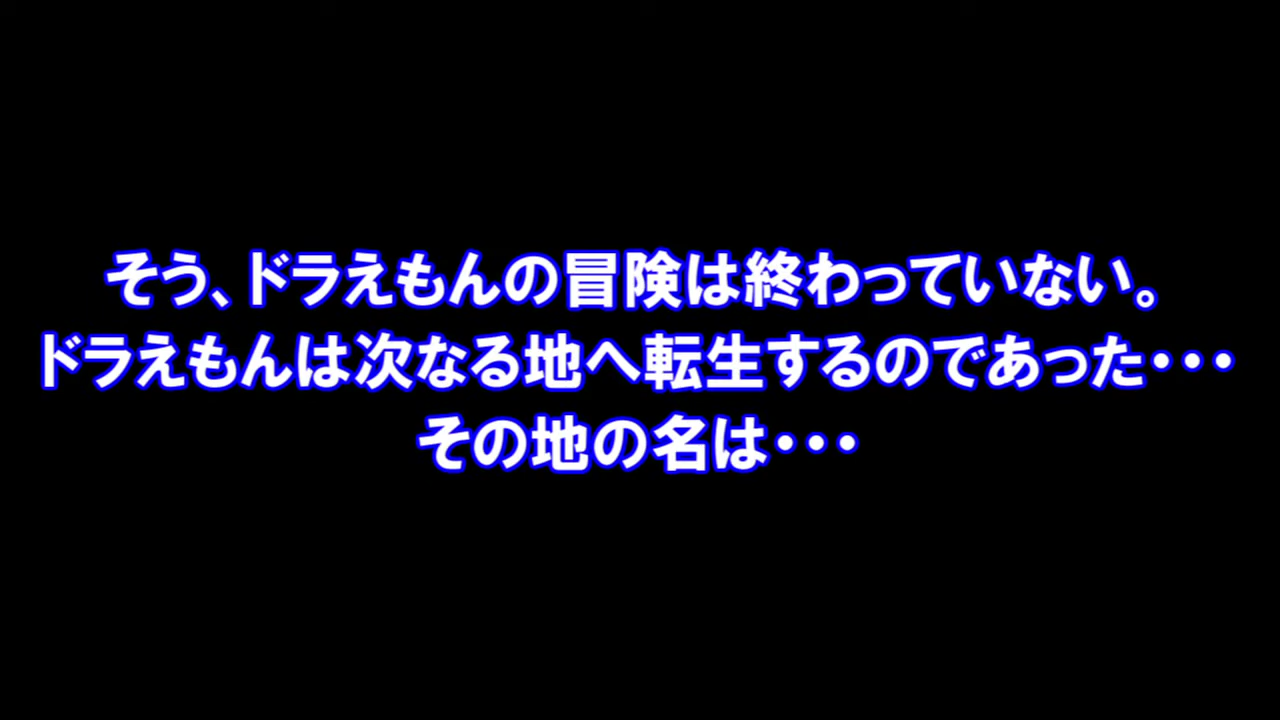 そう、ドラえもんの冒険は終わっていない。
ドラえもんは次なる地へ転生するのであった・・・
その地の名は・・・